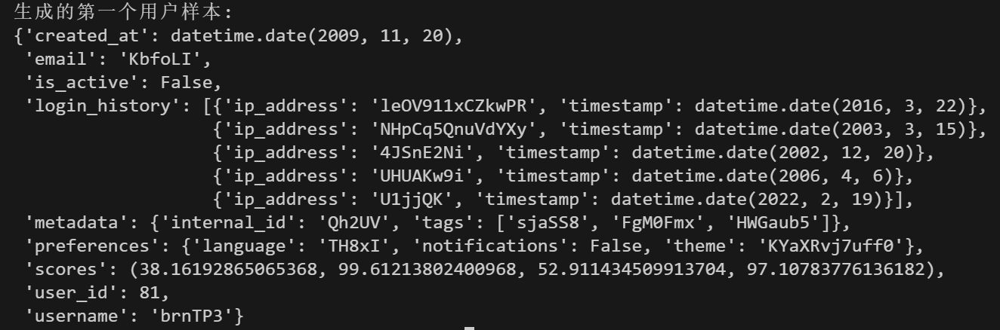 生成的第一个用户样本:
{'created_at': datetime.date(2009, 11, 20),
 'email': 'KbfoLI',
 'is_active': False,
 'login_history': [{'ip_address': 'leOV911xCZkwPR', 'timestamp': datetime.date(2016, 3, 22)},
                   {'ip_address': 'NHpCq5QnuVdYXy', 'timestamp': datetime.date(2003, 3, 15)},
                   {'ip_address': '4JSnE2Ni', 'timestamp': datetime.date(2002, 12, 20)},
                   {'ip_address': 'UHUAKw9i', 'timestamp': datetime.date(2006, 4, 6)},
                   {'ip_address': 'U1jjQK', 'timestamp': datetime.date(2022, 2, 19)}],
 'metadata': {'internal_id': 'Qh2UV', 'tags': ['sjaSS8', 'FgM0Fmx', 'HWGaub5']},
 'preferences': {'language': 'TH8xI', 'notifications': False, 'theme': 'KYaXRvj7uff0'},
 'scores': (38.16192865065368, 99.61213802400968, 52.911434509913704, 97.10783776136182),
 'user_id': 81,
 'username': 'brnTP3'}